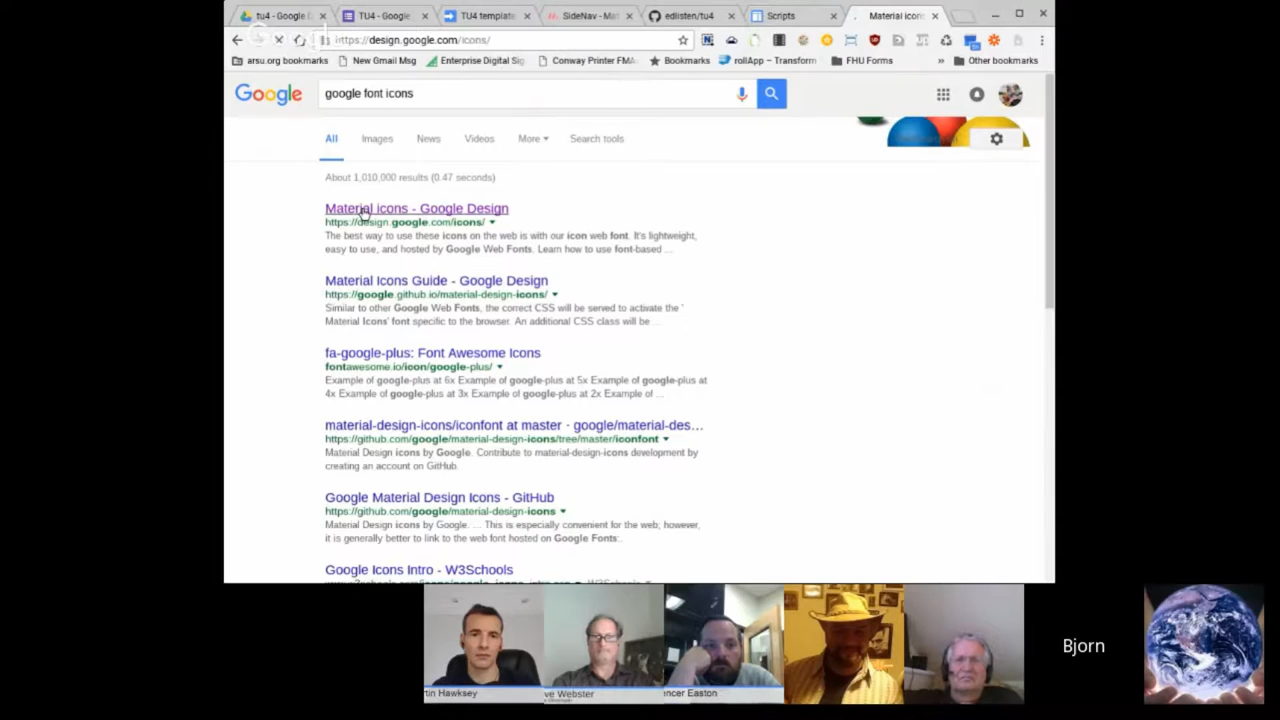 tu4 - Google D
TU4 - Google
TU4 template
SideNav - Mat
edlisten/tu4
Scripts
Material icons
https://design.google.com/icons/
arsu.org bookmarks
New Gmail Msg
Enterprise Digital Sig
Conway Printer FMA
Bookmarks
rollApp – Transform
FHU Forms
»
Other bookmarks
Google
google font icons
All
Images
News
Videos
More
Search tools
About 1,010,000 results (0.47 seconds)
Material icons - Google Design
https://design.google.com/icons/
The best way to use these icons on the web is with our icon web font. It's lightweight,
easy to use, and hosted by Google Web Fonts. Learn how to use font-based ...
Material Icons Guide - Google Design
https://google.github.io/material-design-icons/
Similar to other Google Web Fonts, the correct CSS will be served to activate the '
Material Icons' font specific to the browser. An additional CSS class will be ...
fa-google-plus: Font Awesome Icons
fontawesome.io/icon/google-plus/
Example of google-plus at 6x Example of google-plus at 5x Example of google-plus at
4x Example of google-plus at 3x Example of google-plus at 2x Example of ...
material-design-icons/iconfont at master · google/material-des...
https://github.com/google/material-design-icons/tree/master/iconfont
Material Design icons by Google. Contribute to material-design-icons development by
creating an account on GitHub.
Google Material Design Icons - GitHub
https://github.com/google/material-design-icons
Material Design icons by Google. ... This is especially convenient for the web; however,
it is generally better to link to the web font hosted on Google Fonts:.
Google Icons Intro - W3Schools
tin Hawksey
ve Webster
encer Easton
Bjorn